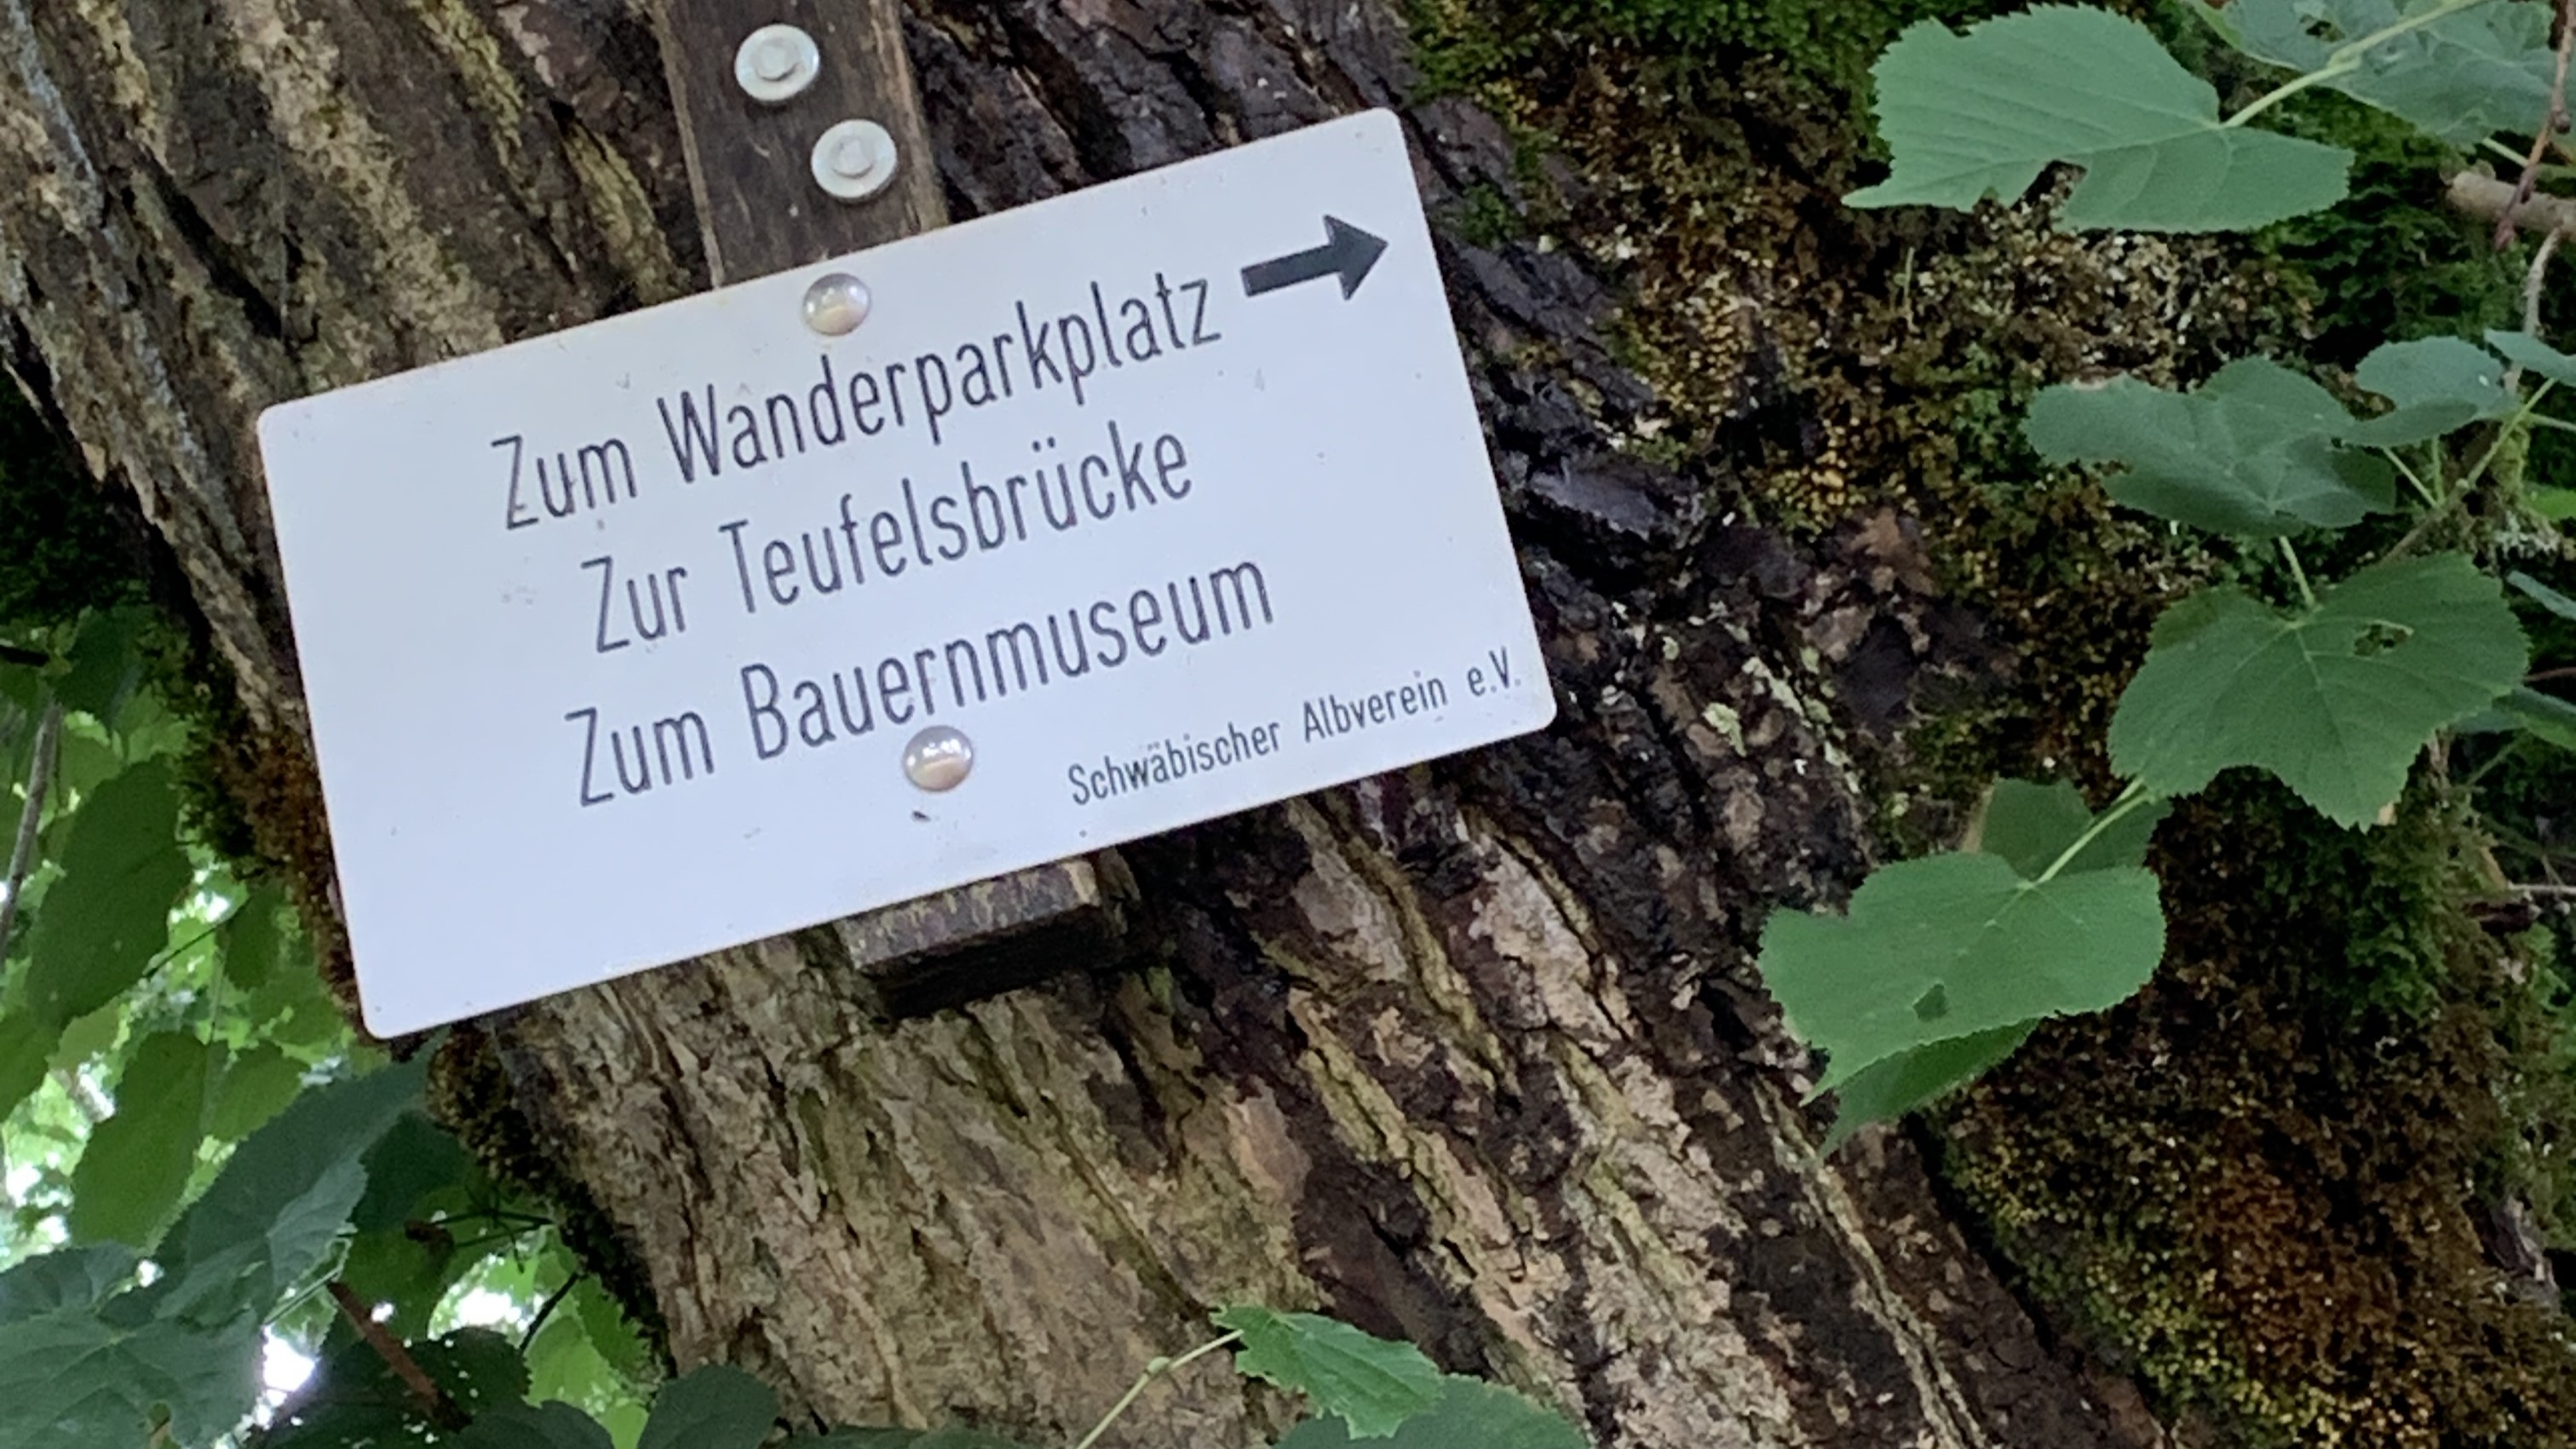 Zum Wanderparkplatz
Zur Teufelsbrücke
Zum Bauernmuseum
Schwäbischer Albverein e.V.